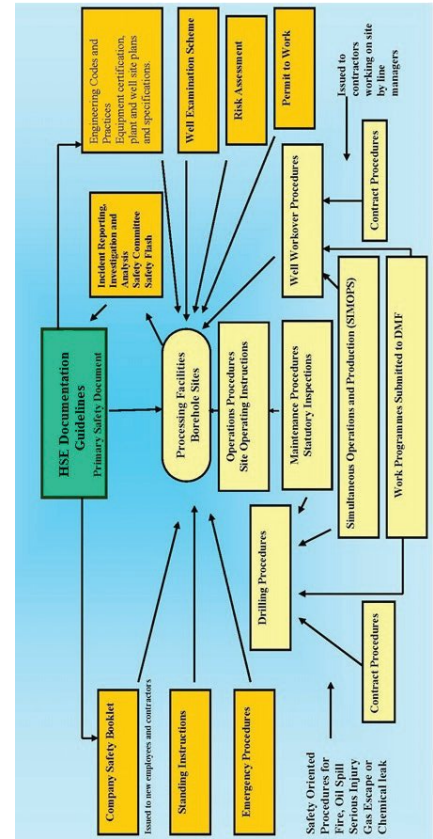 HSE Documentation
Guidelines
Primary Safety Document
Company Safety Booklet
Issued to new employees and contractors
Standing Instructions
Emergency Procedures
Incident Reporting,
Investigation and
Analysis
Safety Committee
Safety Flash
Engineering Codes and
Practices
Equipment certification,
plant and well site plans
and specifications.
Well Examination Scheme
Risk Assessment
Permit to Work
Processing Facilities
Borehole Sites
Operations Procedures
Site Operating Instructions
Maintenance Procedures
Statutory Inspections
Drilling Procedures
Well Workover Procedures
Simultaneous Operations and Production (SIMOPS)
Work Programmes Submitted to DMF
Contract Procedures
Contract Procedures
Issued to
contractors
working on site
by line
managers
Safety Oriented
Procedures for
Fire, Oil Spill
Serious Injury
Gas Escape or
Chemical leak